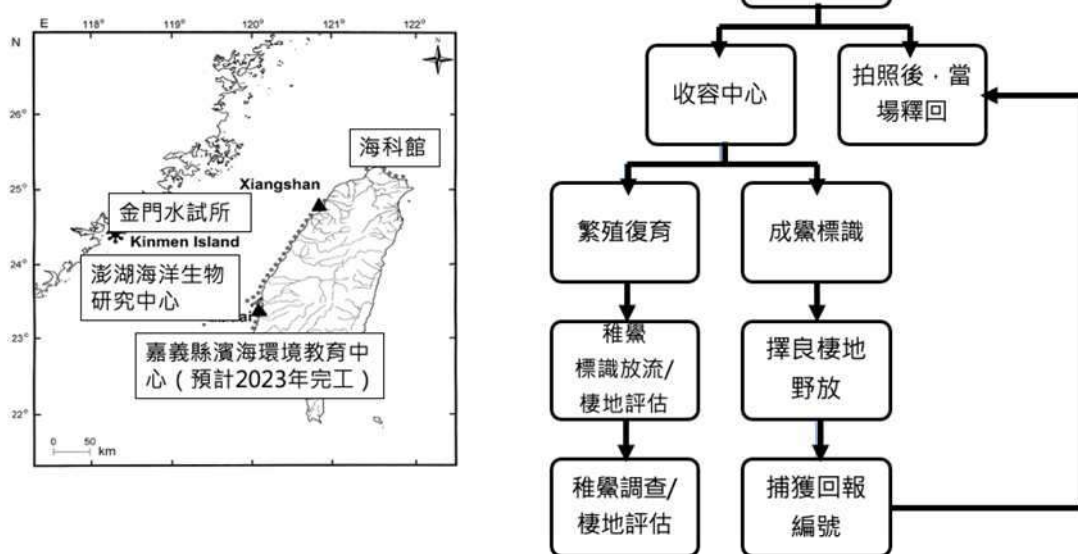 E
118°
119°
120°
121°
122°
N
N
26°
25°
24°
23°
22°
海科館
Xiangshan
金門水試所
Kinmen Island
澎湖海洋生物
研究中心
ai
嘉義縣濱海環境教育中
心（預計2023年完工）
0 50 km
收容中心
拍照後，當
場釋回
繁殖復育
成鱟標識
稚鱟
標識放流/
棲地評估
擇良棲地
野放
稚鱟調查/
棲地評估
捕獲回報
編號